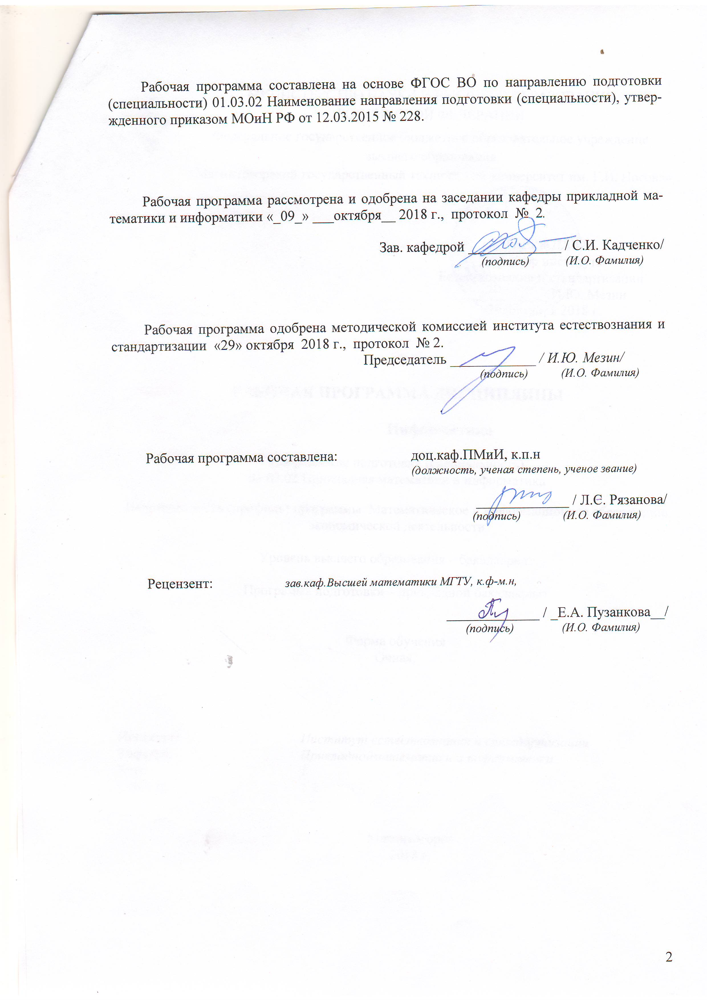 Рабочая программа составлена на основе ФГОС ВО по направлению подготовки
(специальности) 01.03.02 Наименование направления подготовки (специальности), утвер-
жденного приказом МОиН РФ от 12.03.2015 № 228.
Рабочая программа рассмотрена и одобрена на заседании кафедры прикладной ма-
тематики и информатики «_09_» ___октября__ 2018 г., протокол № 2.
Зав. кафедрой _____________ / С.И. Кадченко/
(подпись) (И.О. Фамилия)
Рабочая программа одобрена методической комиссией института естествознания и
стандартизации «29» октября 2018 г., протокол № 2.
Председатель ____________ / И.Ю. Мезин/
(подпись) (И.О. Фамилия)
Рабочая программа составлена: доц.каф.ПМиИ, к.п.н
(должность, ученая степень, ученое звание)
_____________ / Л.С. Рязанова/
(подпись) (И.О. Фамилия)
Рецензент: зав.каф.Высшей математики МГТУ, к.ф-м.н,
_____________ / _Е.А. Пузанкова__/
(подпись) (И.О. Фамилия)
2